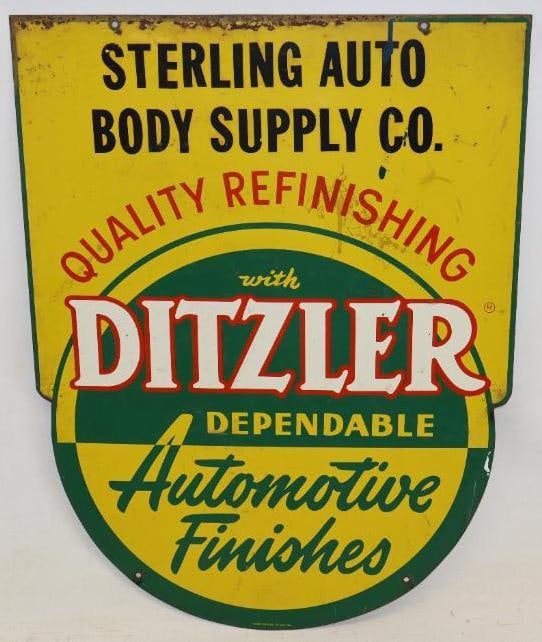 STERLING AUTO
BODY SUPPLY CO.
QUALITY REFINISHING
with
DITZLER ®
DEPENDABLE
Automotive
Finishes